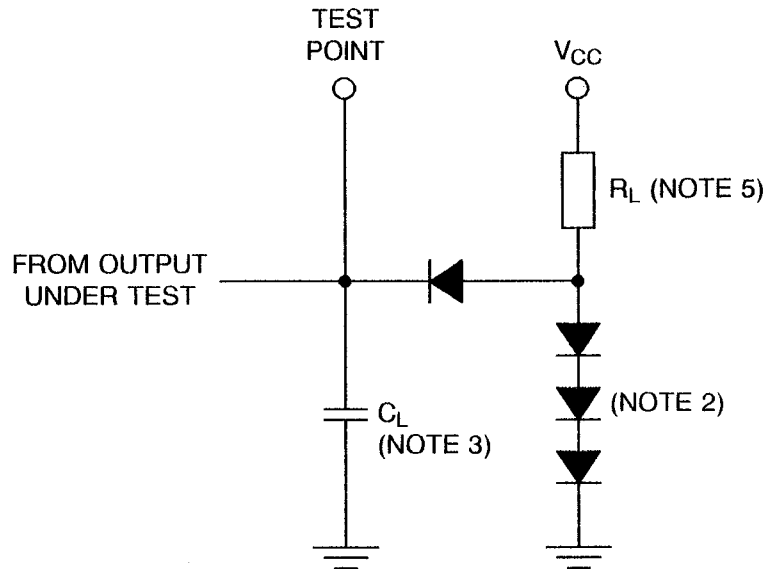 TEST
POINT
VCC
RL (NOTE 5)
FROM OUTPUT
UNDER TEST
(NOTE 2)
CL
(NOTE 3)